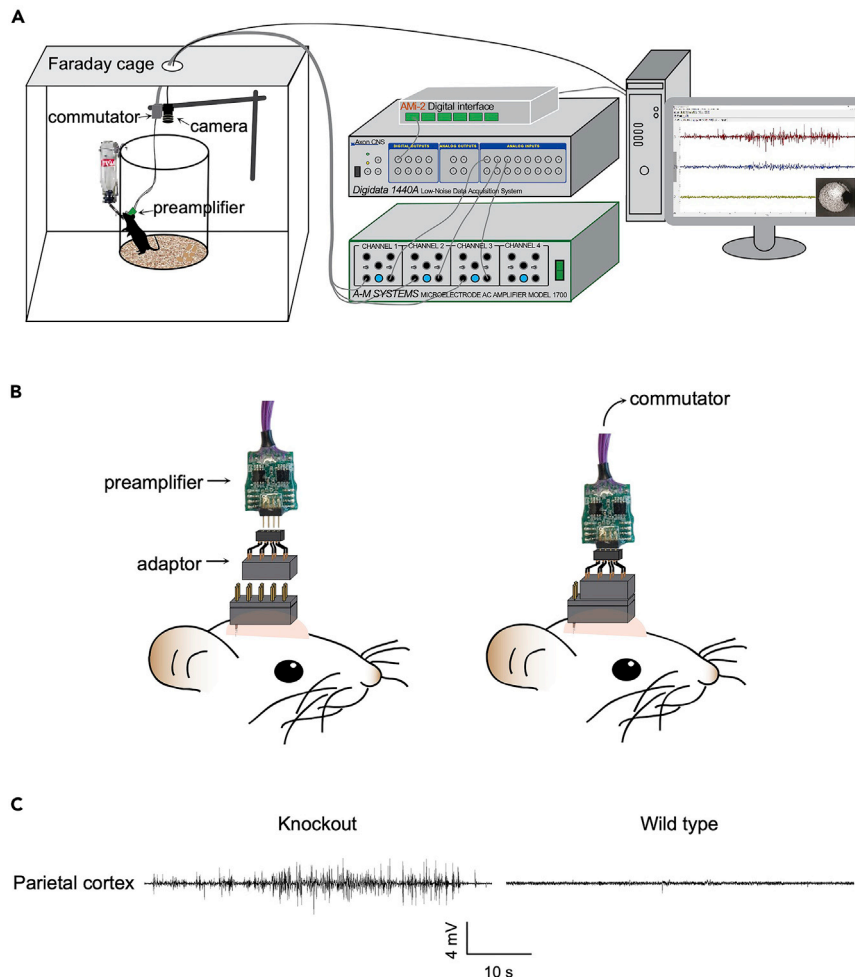 A
Faraday cage
commutator
camera
preamplifier
AMi-2 Digital interface
Axon CNS
DIGITAL OUTPUTS
ANALOG OUTPUTS
ANALOG INPUTS
Digidata 1440A Low-Noise Data Acquisition System
CHANNEL 1
CHANNEL 2
CHANNEL 3
CHANNEL 4
A-M SYSTEMS MICROELECTRODE AC AMPLIFIER MODEL 1700
B
preamplifier
adaptor
commutator
C
Knockout
Wild type
Parietal cortex
4 mV
10 s